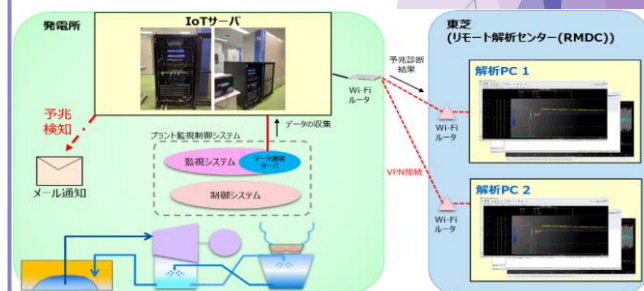 発電所
IoTサーバ
東芝
(リモート解析センター(RMDC))
予兆診断
結果
Wi-Fi
ルータ
解析PC 1
Wi-Fi
ルータ
予兆
検知
データの収集
プラント監視制御システム
監視システム
サーバ
制御システム
メール通知
VPN接続
解析PC 2
Wi-Fi
ルータ